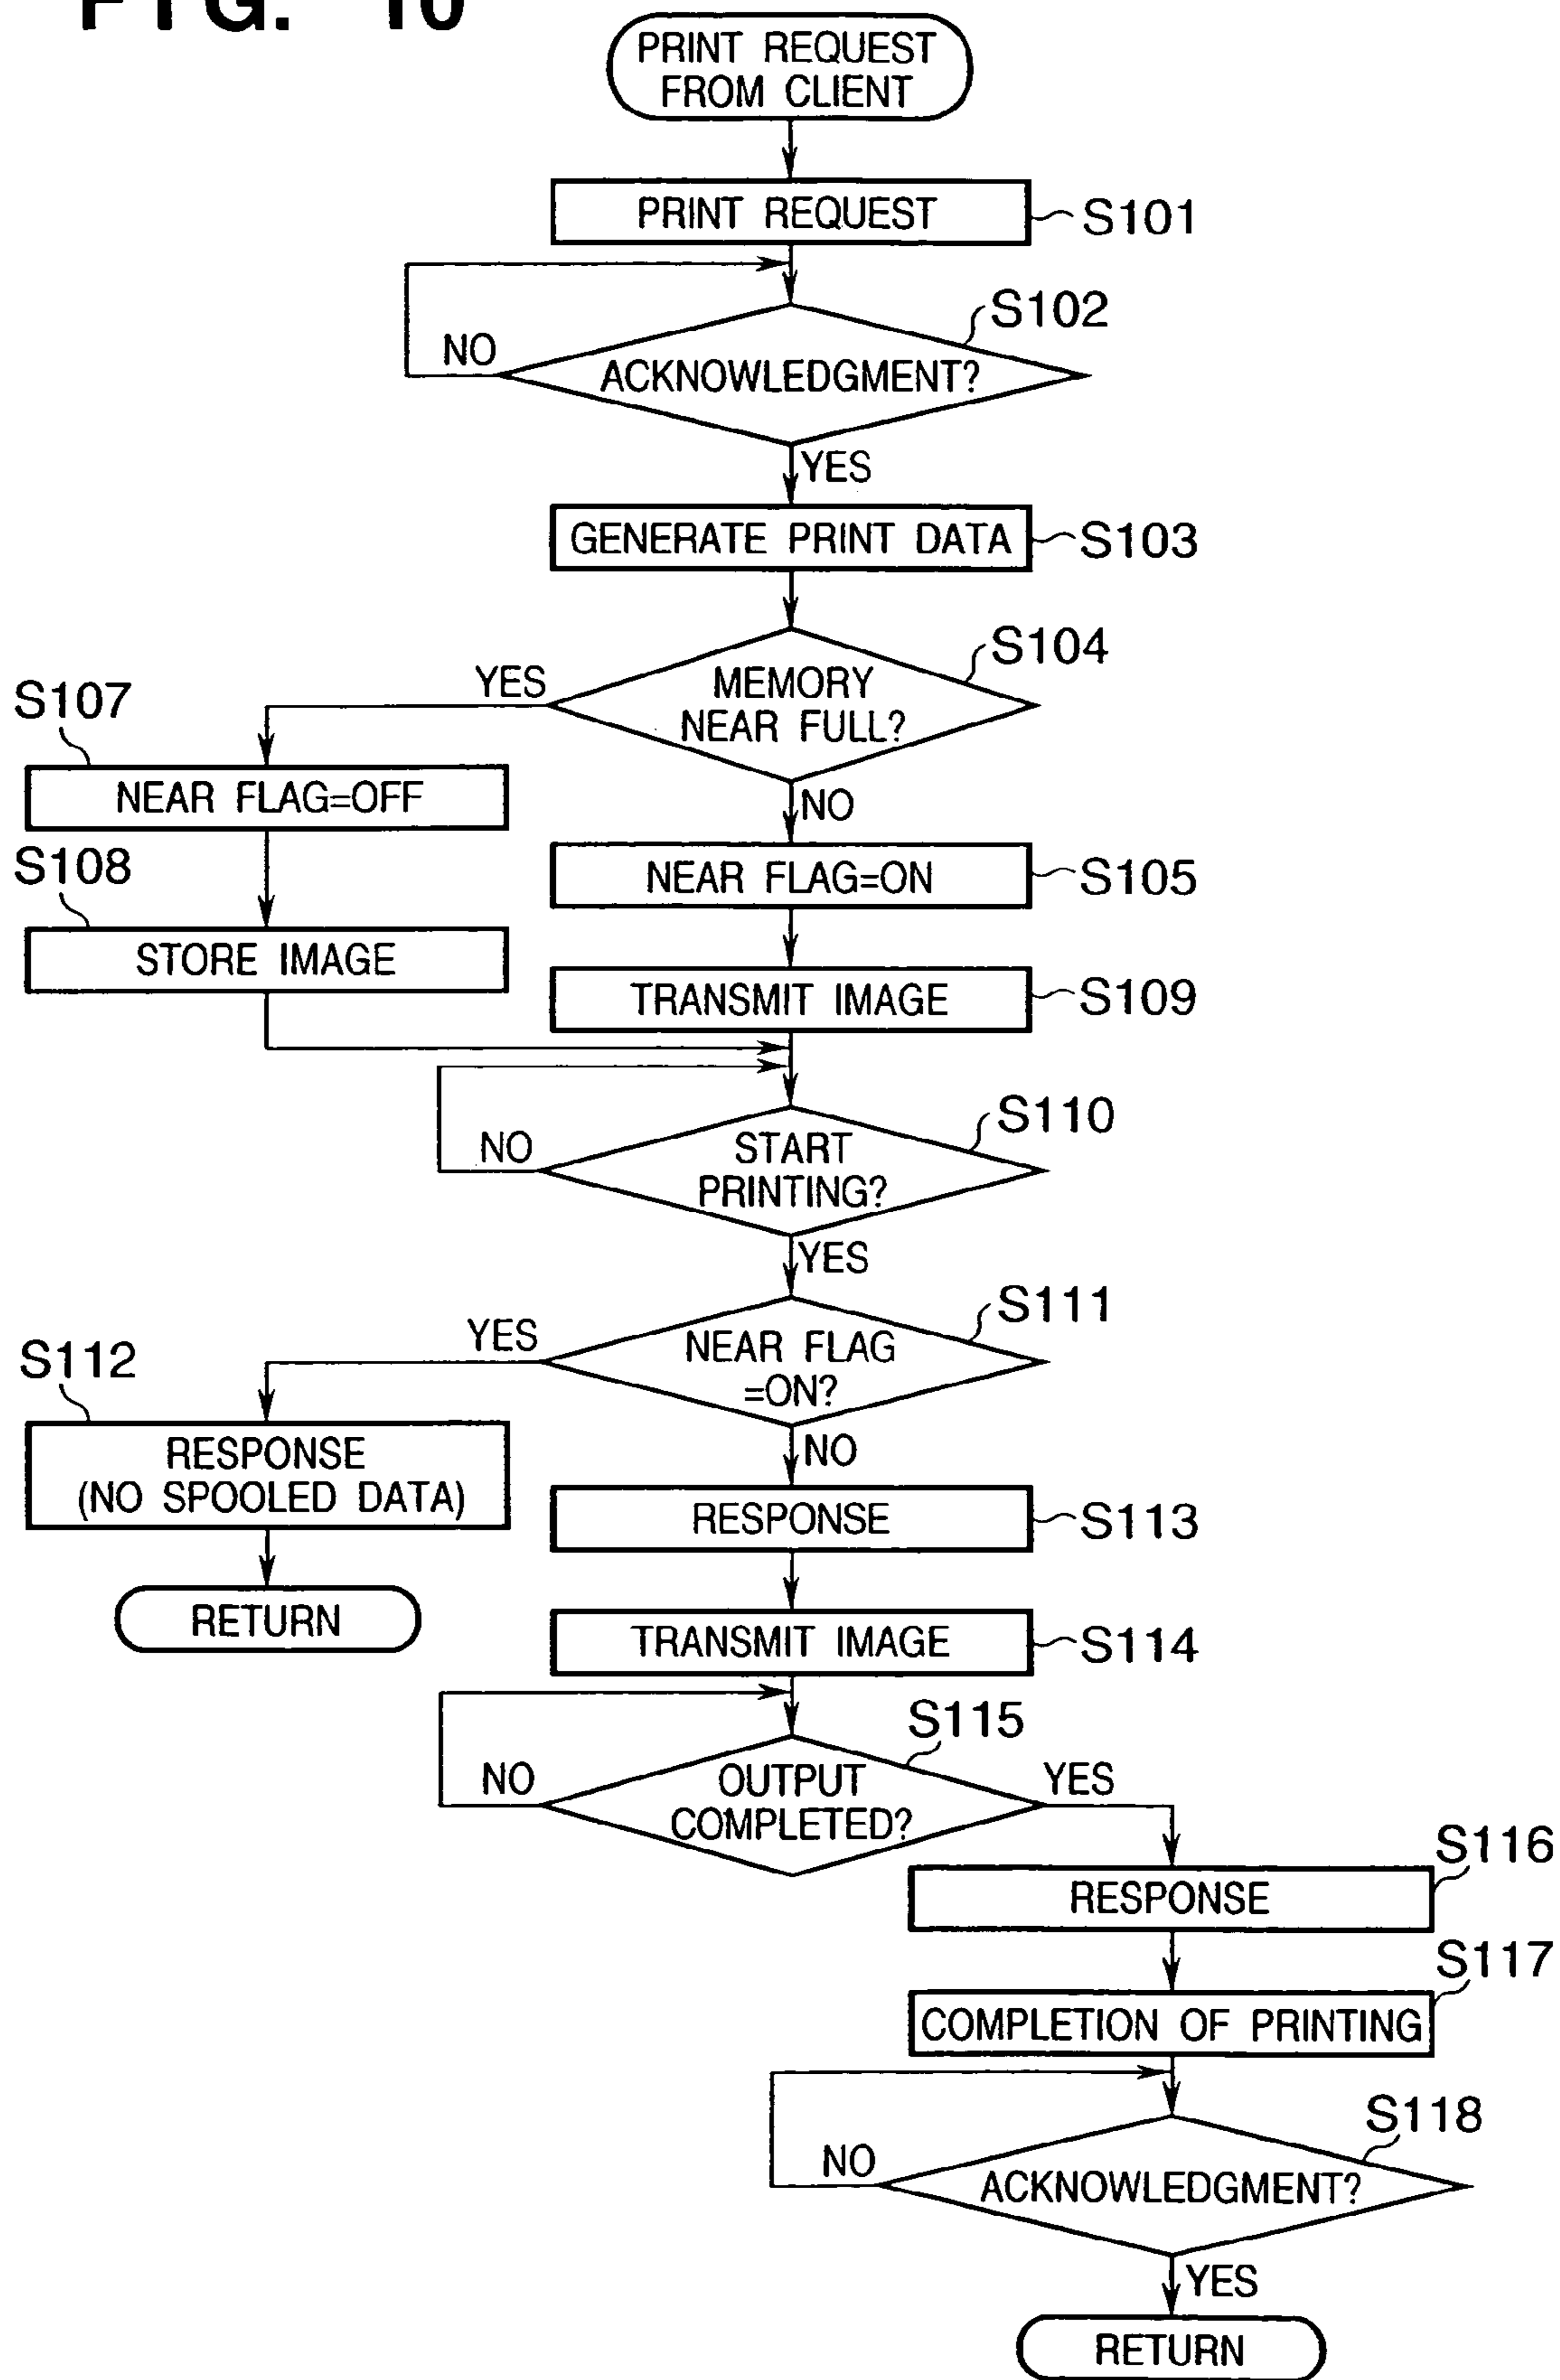 FIG. 10
PRINT REQUEST
FROM CLIENT
PRINT REQUEST
S101
S102
NO
ACKNOWLEDGMENT?
YES
GENERATE PRINT DATA
S103
S104
YES
MEMORY
NEAR FULL?
S107
NEAR FLAG=OFF
NO
S108
NEAR FLAG=ON
S105
STORE IMAGE
TRANSMIT IMAGE
S109
S110
NO
START
PRINTING?
YES
S111
YES
NEAR FLAG
=ON?
S112
RESPONSE
(NO SPOOLED DATA)
NO
RESPONSE
S113
RETURN
TRANSMIT IMAGE
S114
S115
NO
OUTPUT
COMPLETED?
YES
S116
RESPONSE
S117
COMPLETION OF PRINTING
S118
NO
ACKNOWLEDGMENT?
YES
RETURN